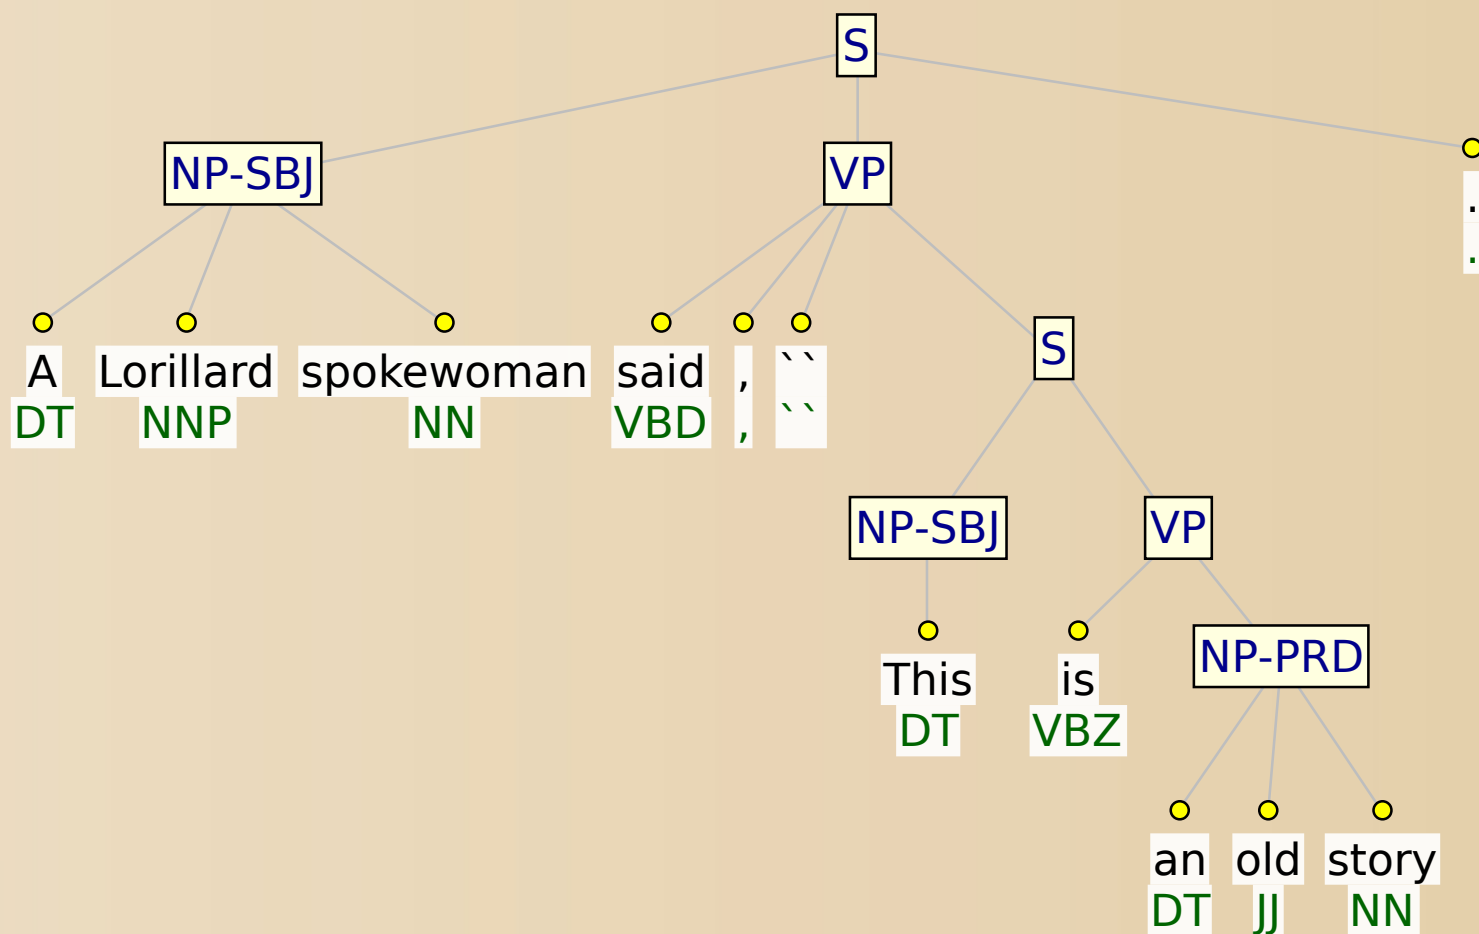 S
NP-SBJ VP
. 
.
A Lorillard spokewoman said , `` S
DT NNP NN VBD , ``
NP-SBJ VP
This is NP-PRD
DT VBZ
an old story
DT JJ NN